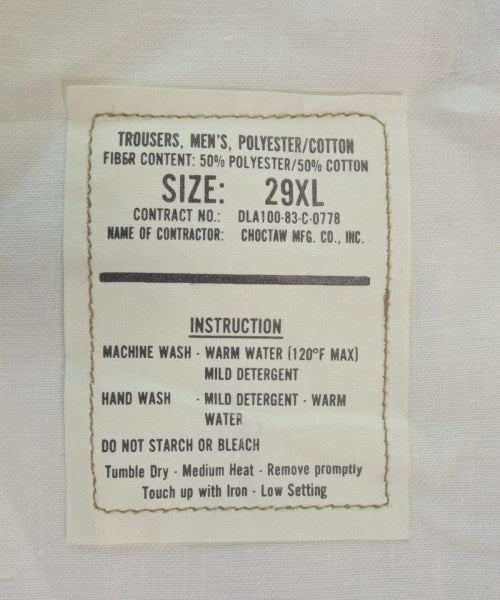 TROUSERS, MEN'S, POLYESTER/COTTON
FIBER CONTENT: 50% POLYESTER/50% COTTON
SIZE: 29XL
CONTRACT NO.: DLA100-83-C-0778
NAME OF CONTRACTOR: CHOCTAW MFG. CO., INC.
INSTRUCTION
MACHINE WASH - WARM WATER (120°F MAX)
MILD DETERGENT
HAND WASH - MILD DETERGENT - WARM
WATER
DO NOT STARCH OR BLEACH
Tumble Dry - Medium Heat - Remove promptly
Touch up with Iron - Low Setting